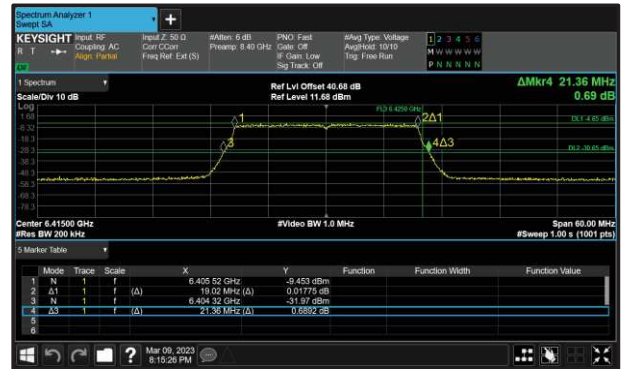 Spectrum Analyzer 1
Swept SA
+
KEYSIGHT Input: RF Input Z: 50 Ω #Atten: 6 dB PNO: Fast #Avg Type: Voltage 1 2 3 4 5 6
R T Coupling: AC Corr CCorr Preamp: 8.40 GHz Gate: Off Avg|Hold: 10/10 M W W W W W
Align: Partial Freq Ref: Ext (S) IF Gain: Low Trig: Free Run
Sig Track: Off P N N N N N
1 Spectrum Ref Lvl Offset 40.68 dB ΔMkr4 21.36 MHz
Scale/Div 10 dB Ref Level 11.68 dBm 0.69 dB
Log
1.68
-8.32
-18.3
-28.3
-38.3
-48.3
-58.3
-68.3
-78.3
1
2Δ1
3
4Δ3
DL1 -4.65 dBm
DL2 -30.65 dBm
Center 6.41500 GHz #Video BW 1.0 MHz Span 60.00 MHz
#Res BW 200 kHz #Sweep 1.00 s (1001 pts)
5 Marker Table
Mode Trace Scale X Y Function Function Width Function Value
1 N 1 f 6.405 52 GHz -9.453 dBm
2 Δ1 1 f (Δ) 19.02 MHz (Δ) 0.01775 dB
3 N 1 f 6.404 32 GHz -31.97 dBm
4 Δ3 1 f (Δ) 21.36 MHz (Δ) 0.6892 dB
5
6
? Mar 09, 2023
8:15:26 PM